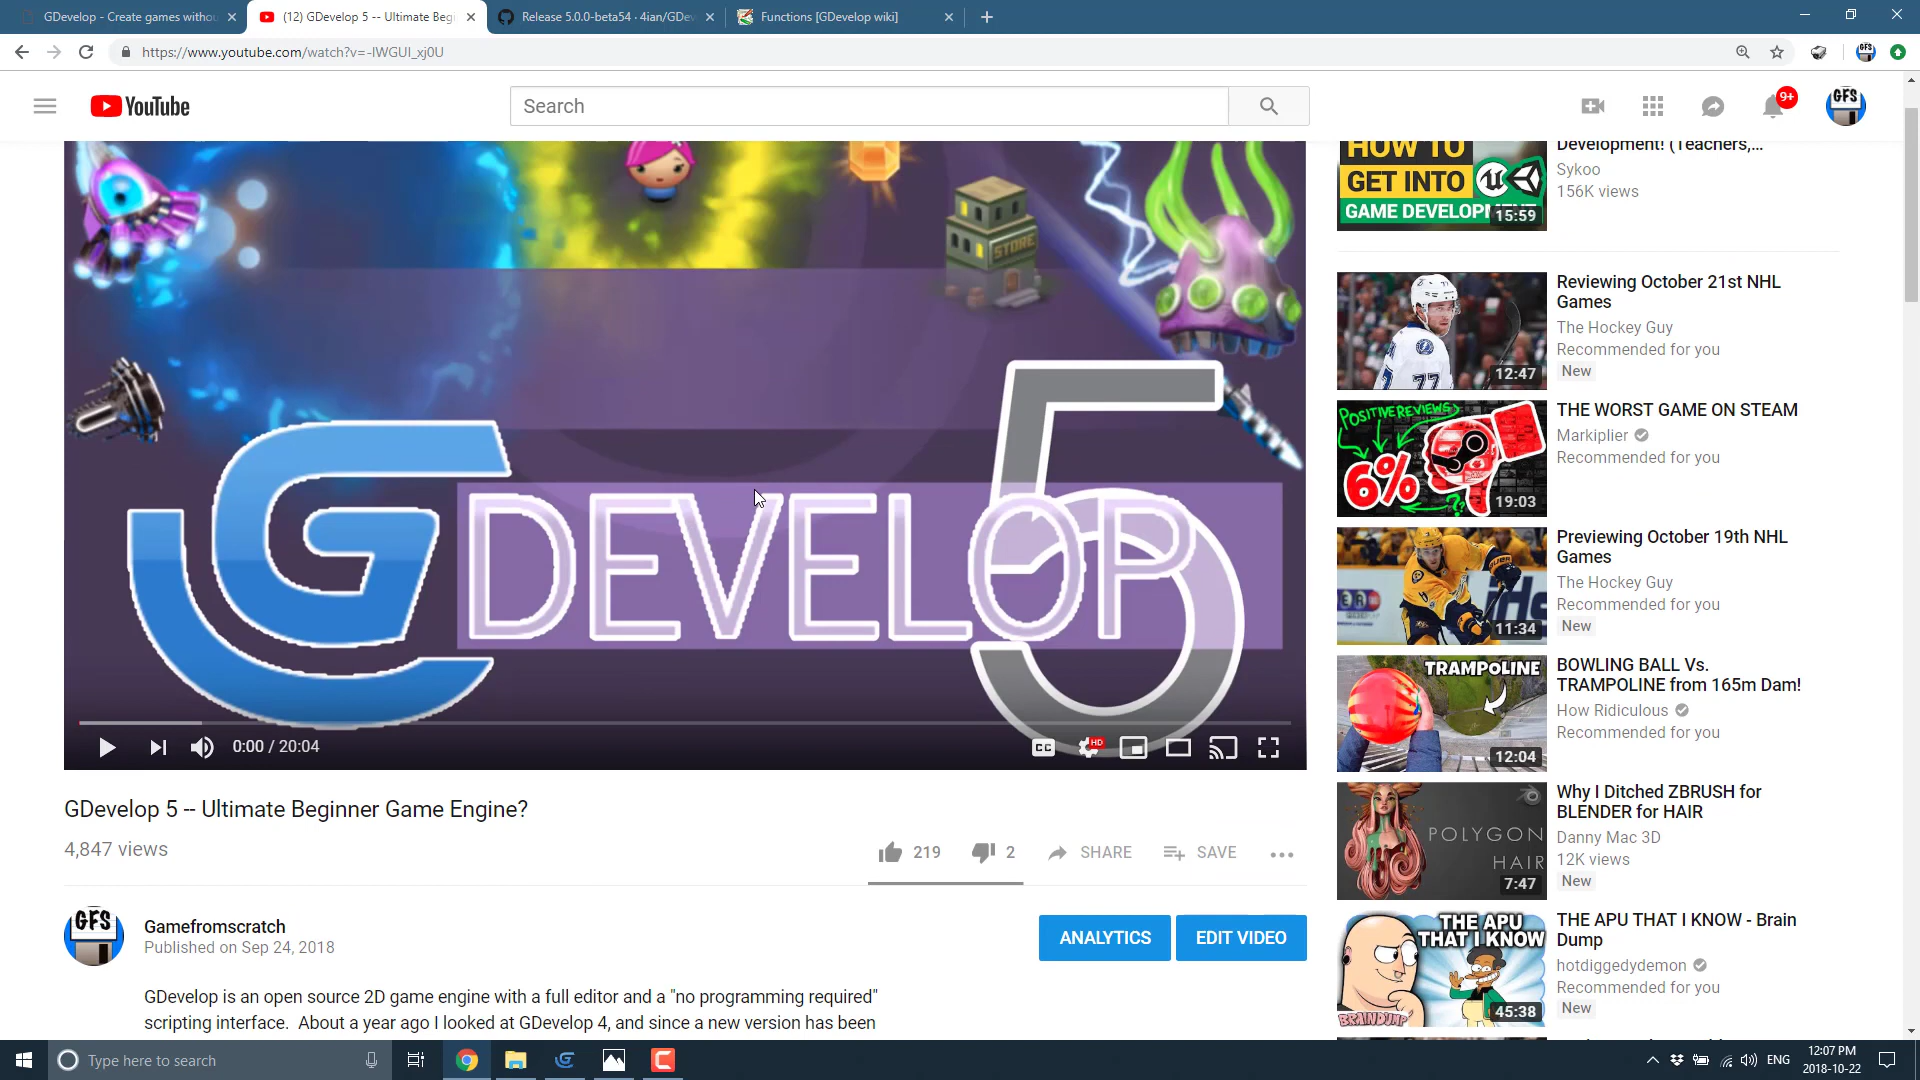 GDevelop - Create games withou
(12) GDevelop 5 -- Ultimate Beg
Release 5.0.0-beta54 · 4ian/GDev
Functions [GDevelop wiki]
https://www.youtube.com/watch?v=-IWGUI_xj0U
GFS
YouTube
Search
9+
GFS
STORE
GDEVELOP
5
0:00 / 20:04
CC
HD
GDevelop 5 -- Ultimate Beginner Game Engine?
4,847 views
219
2
SHARE
SAVE
GFS
Gamefromscratch
Published on Sep 24, 2018
ANALYTICS
EDIT VIDEO
GDevelop is an open source 2D game engine with a full editor and a "no programming required"
scripting interface. About a year ago I looked at GDevelop 4, and since a new version has been
HOW TO
GET INTO
GAME DEVELOPM
15:59
Development! (Teachers,...
Sykoo
156K views
77
12:47
Reviewing October 21st NHL
Games
The Hockey Guy
Recommended for you
New
POSITIVE REVIEWS
6%
?
19:03
THE WORST GAME ON STEAM
Markiplier
Recommended for you
11:34
Previewing October 19th NHL
Games
The Hockey Guy
Recommended for you
New
TRAMPOLINE
12:04
BOWLING BALL Vs.
TRAMPOLINE from 165m Dam!
How Ridiculous
Recommended for you
POLYGON
HAIR
7:47
Why I Ditched ZBRUSH for
BLENDER for HAIR
Danny Mac 3D
12K views
New
THE APU
THAT I KNOW
BRAINDUMP
45:38
THE APU THAT I KNOW - Brain
Dump
hotdiggedydemon
Recommended for you
New
Type here to search
ENG
12:07 PM
2018-10-22